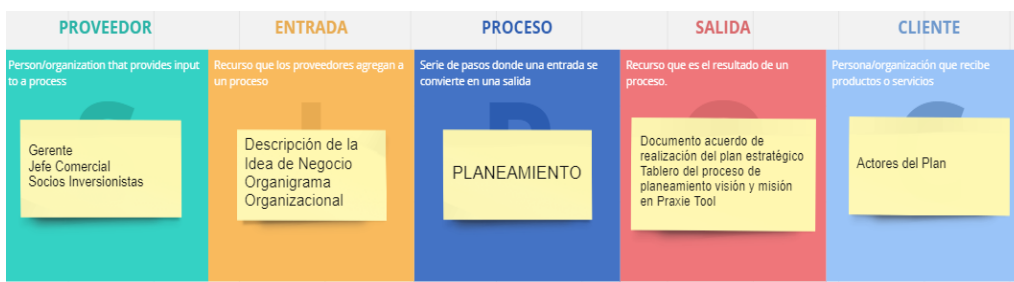 PROVEEDOR
ENTRADA
PROCESO
SALIDA
CLIENTE
Person/organization that provides input
to a process
Recurso que los proveedores agregan a
un proceso
Serie de pasos donde una entrada se
convierte en una salida
Recurso que es el resultado de un
proceso.
Persona/organización que recibe
productos o servicios
Gerente
Jefe Comercial
Socios Inversionistas
Descripción de la
Idea de Negocio
Organigrama
Organizacional
PLANEAMIENTO
Documento acuerdo de
realización del plan estratégico
Tablero del proceso de
planeamiento visión y misión
en Praxie Tool
Actores del Plan